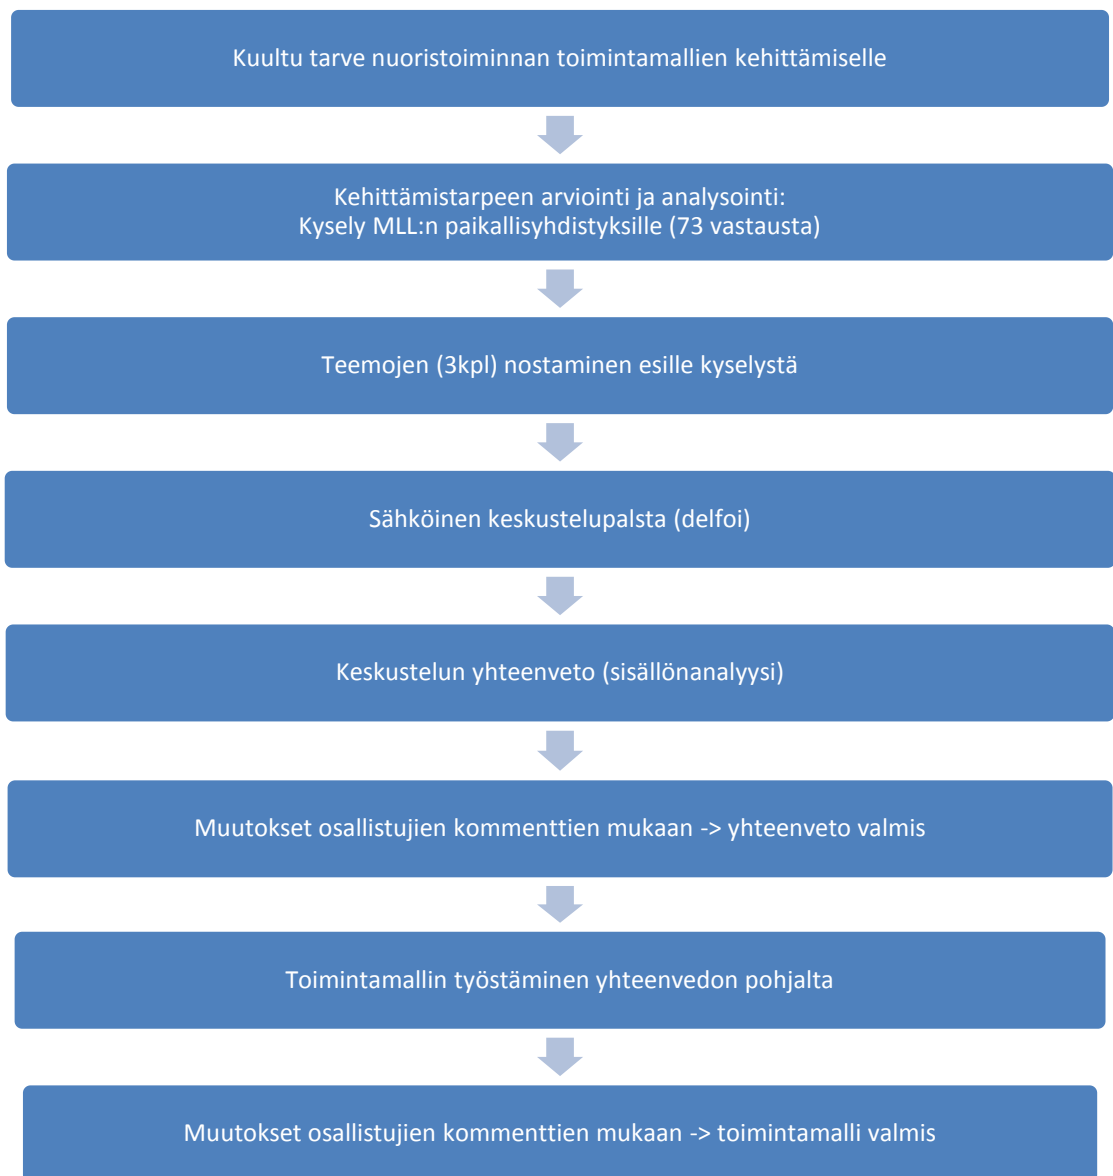 Kuultu tarve nuoristoiminnan toimintamallien kehittämiselle
Kehittämistarpeen arviointi ja analysointi:
Kysely MLL:n paikallisyhdistyksille (73 vastausta)
Teemojen (3kpl) nostaminen esille kyselystä
Sähköinen keskustelupalsta (delfoi)
Keskustelun yhteenveto (sisällönanalyysi)
Muutokset osallistujien kommenttien mukaan -> yhteenveto valmis
Toimintamallin työstäminen yhteenvedon pohjalta
Muutokset osallistujien kommenttien mukaan -> toimintamalli valmis